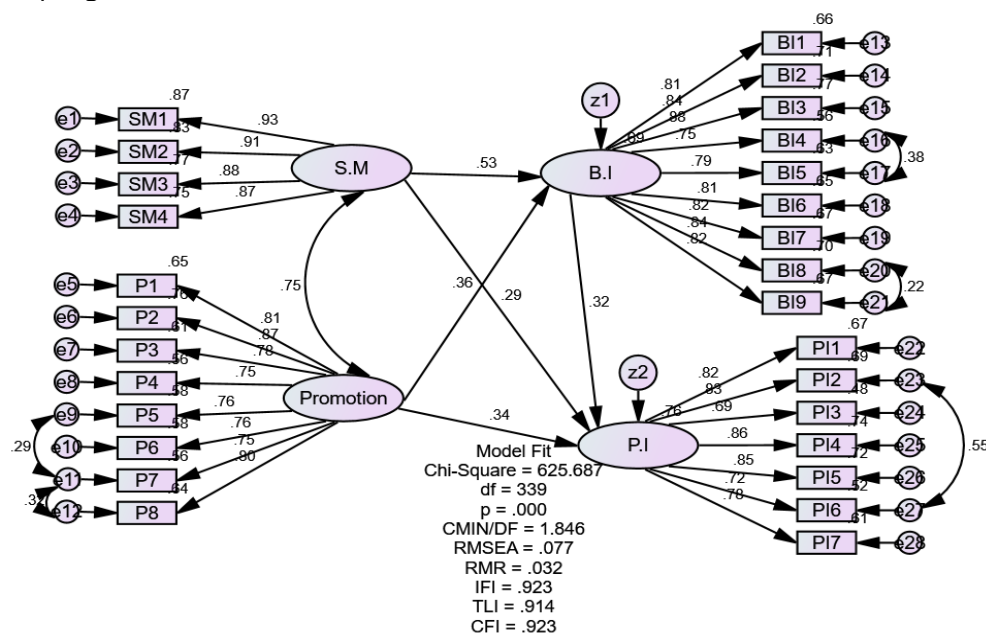 .66
BI1
e13
.71
BI2
e14
.77
BI3
e15
.56
BI4
e16
.63
BI5
e17
.65
BI6
e18
.67
BI7
e19
.70
BI8
e20
.67
BI9
e21
.38
.22
.81
.84
.88
.75
.79
.81
.82
.84
.82
z1
B.I
.87
e1
SM1
.83
e2
SM2
.77
e3
SM3
.75
e4
SM4
.93
.91
.88
.87
S.M
.53
.75
.36
.29
.32
.34
.65
e5
P1
.76
e6
P2
.61
e7
P3
.56
e8
P4
.58
e9
P5
.58
e10
P6
.56
e11
P7
.64
e12
P8
.29
.81
.87
.78
.75
.76
.76
.75
.80
Promotion
z2
.76
P.I
.82
.83
.69
.86
.85
.72
.78
.67
PI1
e22
.69
PI2
e23
.48
PI3
e24
.74
PI4
e25
.72
PI5
e26
.52
PI6
e27
.61
PI7
e28
.55
Model Fit
Chi-Square = 625.687
df = 339
p = .000
CMIN/DF = 1.846
RMSEA = .077
RMR = .032
IFI = .923
TLI = .914
CFI = .923